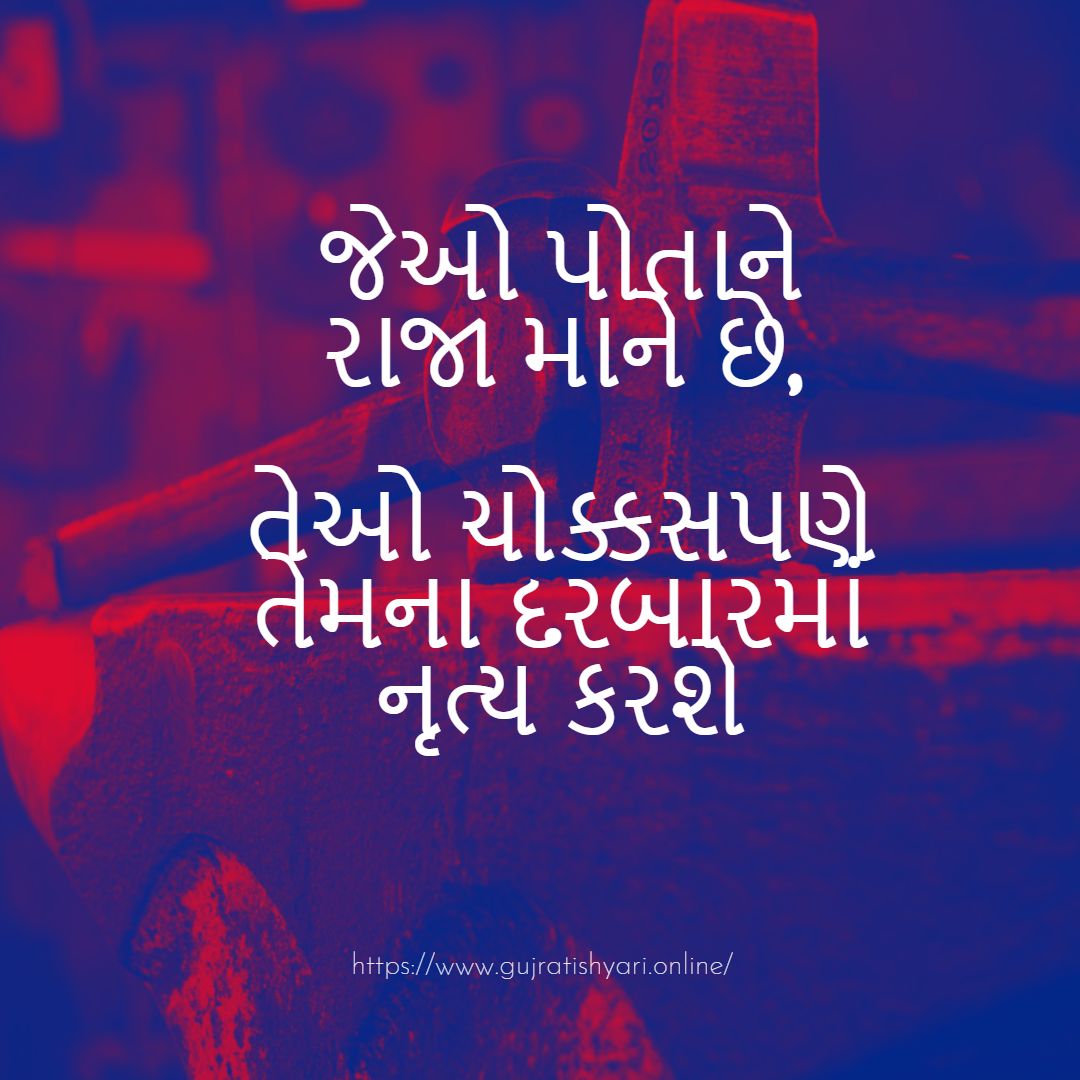 જેઓ પોતાને
રાજા માને છે,
તેઓ ચોક્કસપણે
તેમના દરબારમાં
નૃત્ય કરશે
https://www.gujratishyari.online/